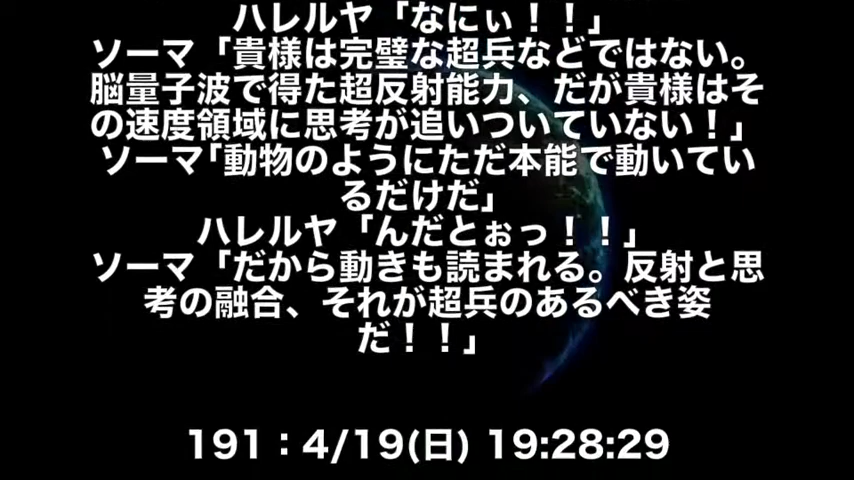 ハレルヤ「なにぃ！！」
ソーマ「貴様は完璧な超兵などではない。
脳量子波で得た超反射能力、だが貴様はそ
の速度領域に思考が追いついていない！」
ソーマ「動物のようにただ本能で動いてい
るだけだ」
ハレルヤ「んだとぉっ！！」
ソーマ「だから動きも読まれる。反射と思
考の融合、それが超兵のあるべき姿
だ！！」
191：4/19(日) 19:28:29